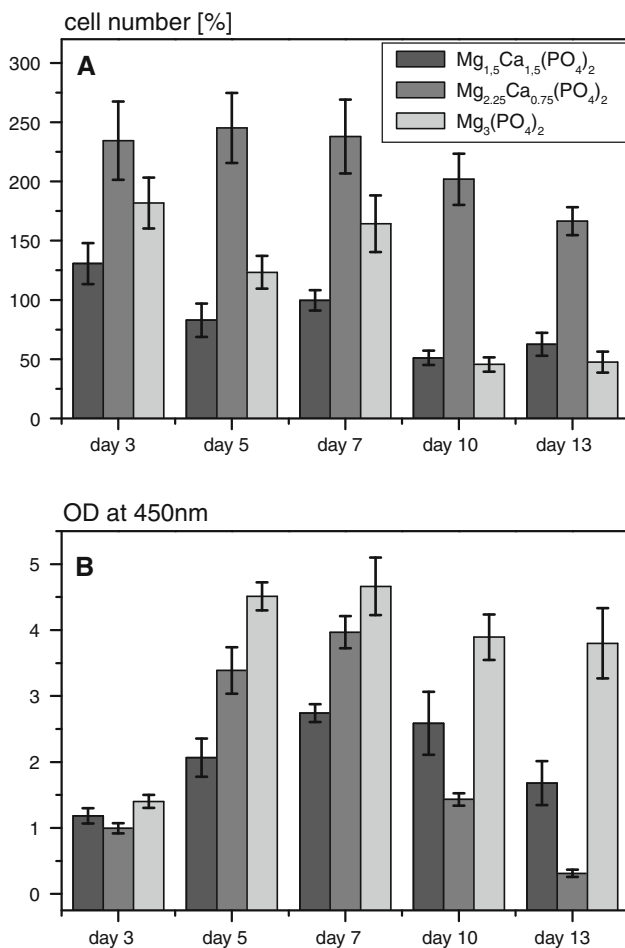 cell number [%]
A
Mg₁,₅Ca₁,₅(PO₄)₂
Mg₂.₂₅Ca₀.₇₅(PO₄)₂
Mg₃(PO₄)₂
300
250
200
150
100
50
0
day 3 day 5 day 7 day 10 day 13
OD at 450nm
B
5
4
3
2
1
0
day 3 day 5 day 7 day 10 day 13